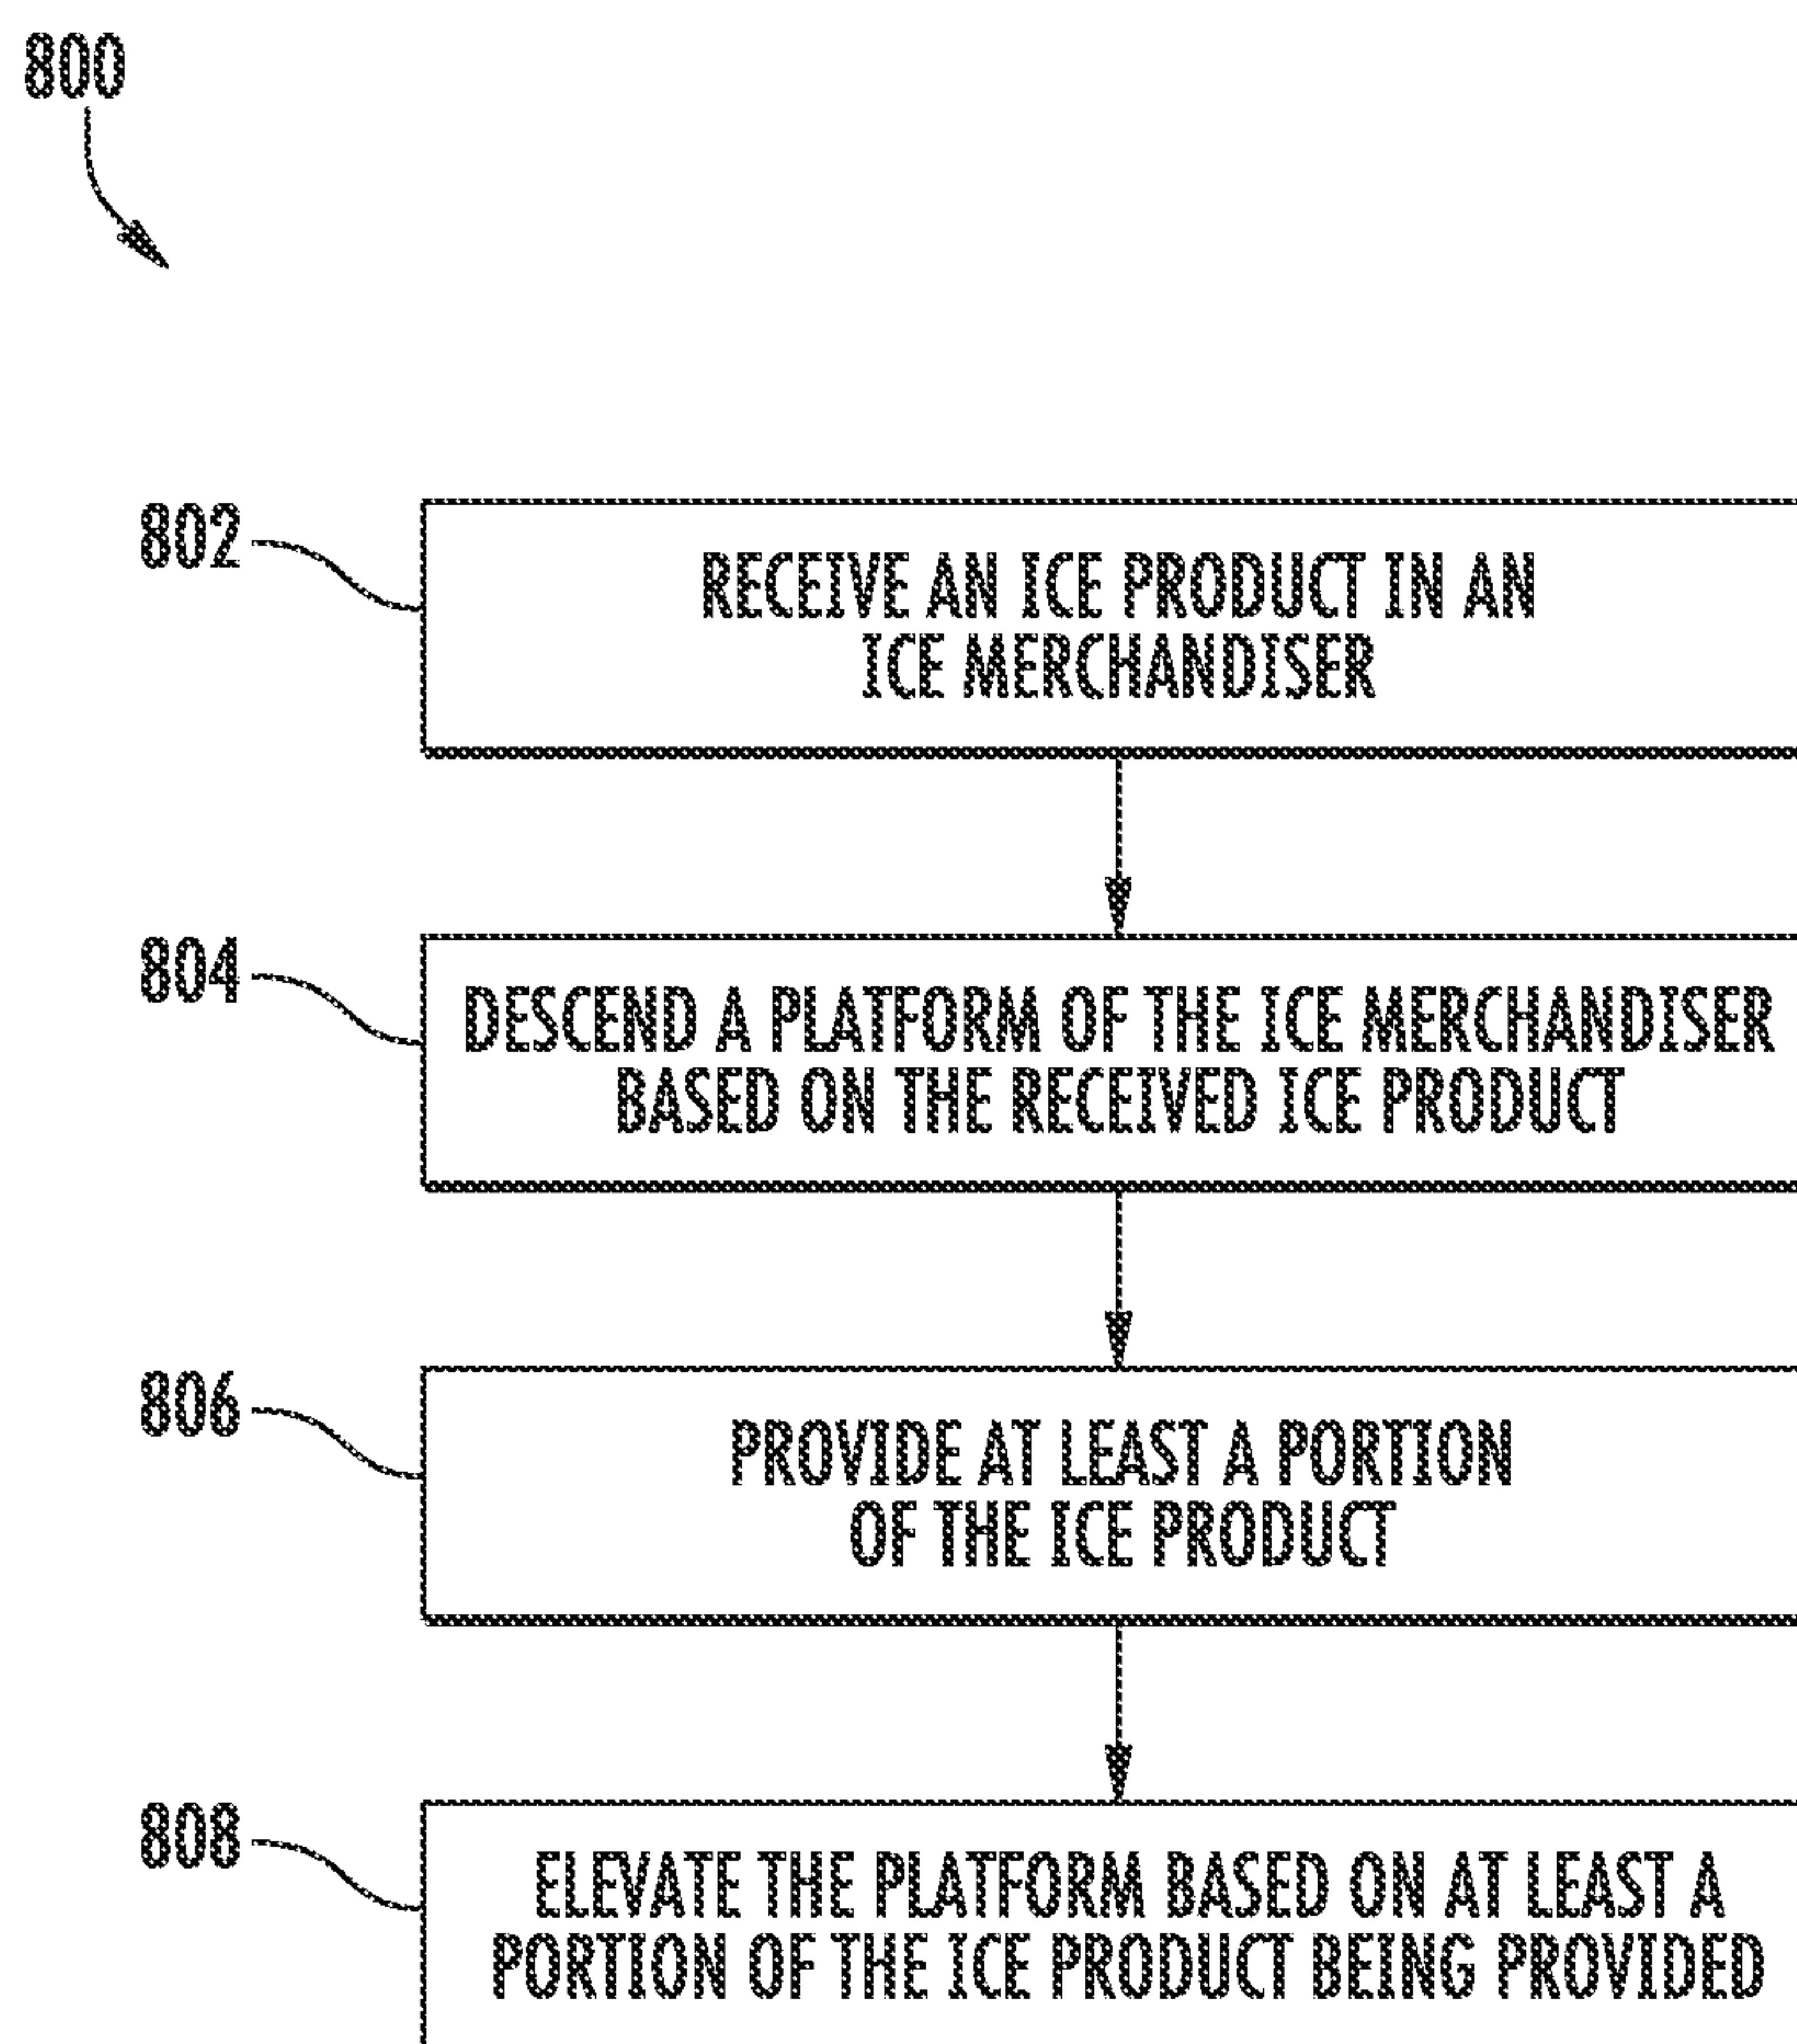 800
802
RECEIVE AN ICE PRODUCT IN AN
ICE MERCHANDISER
804
DESCEND A PLATFORM OF THE ICE MERCHANDISER
BASED ON THE RECEIVED ICE PRODUCT
806
PROVIDE AT LEAST A PORTION
OF THE ICE PRODUCT
808
ELEVATE THE PLATFORM BASED ON AT LEAST A
PORTION OF THE ICE PRODUCT BEING PROVIDED